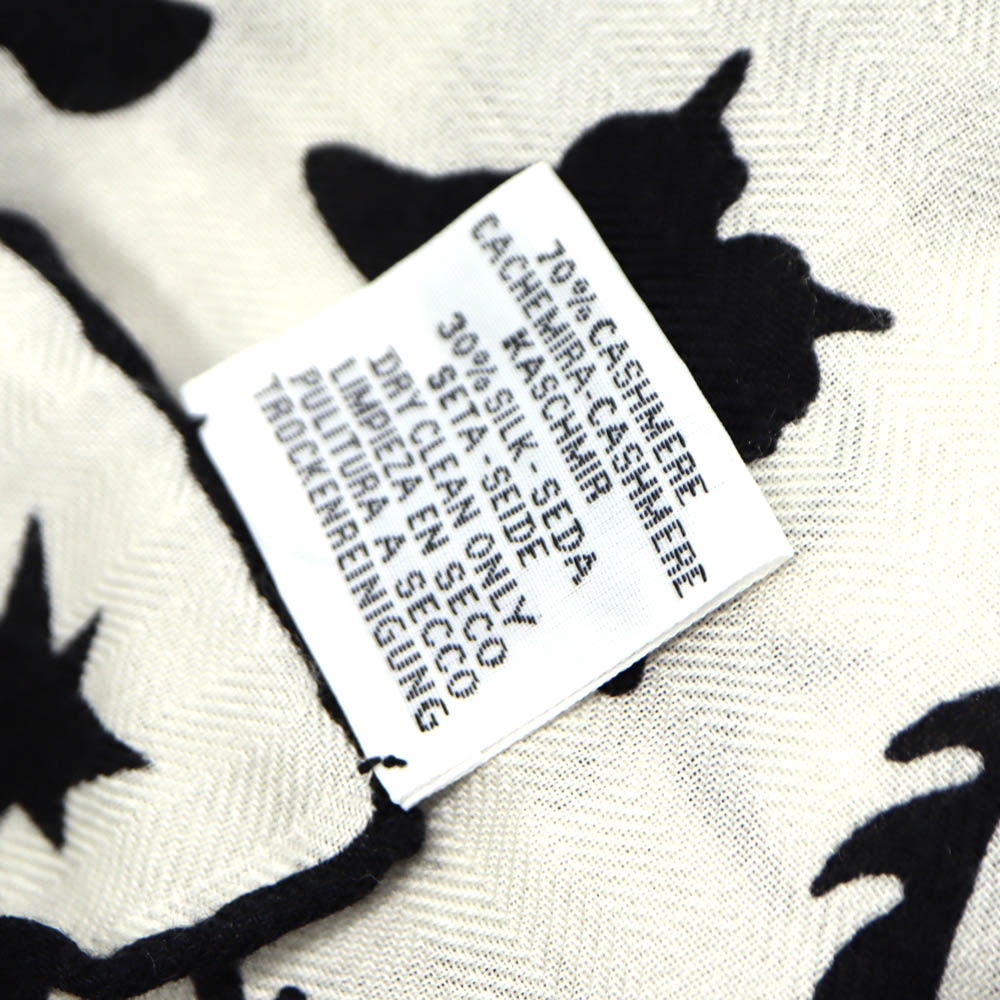 70% CASHMERE
CACHEMIRA-CASHMERE
KASCHMIR
30% SILK - SEDA
SETA - SEIDE
DRY CLEAN ONLY
LIMPIEZA EN SECO
PULITURA A SECCO
TROCKENREINIGUNG